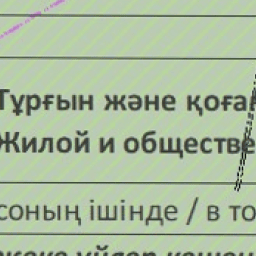 Тұрғын және қоға
Жилой и обществе
соның ішінде / в то